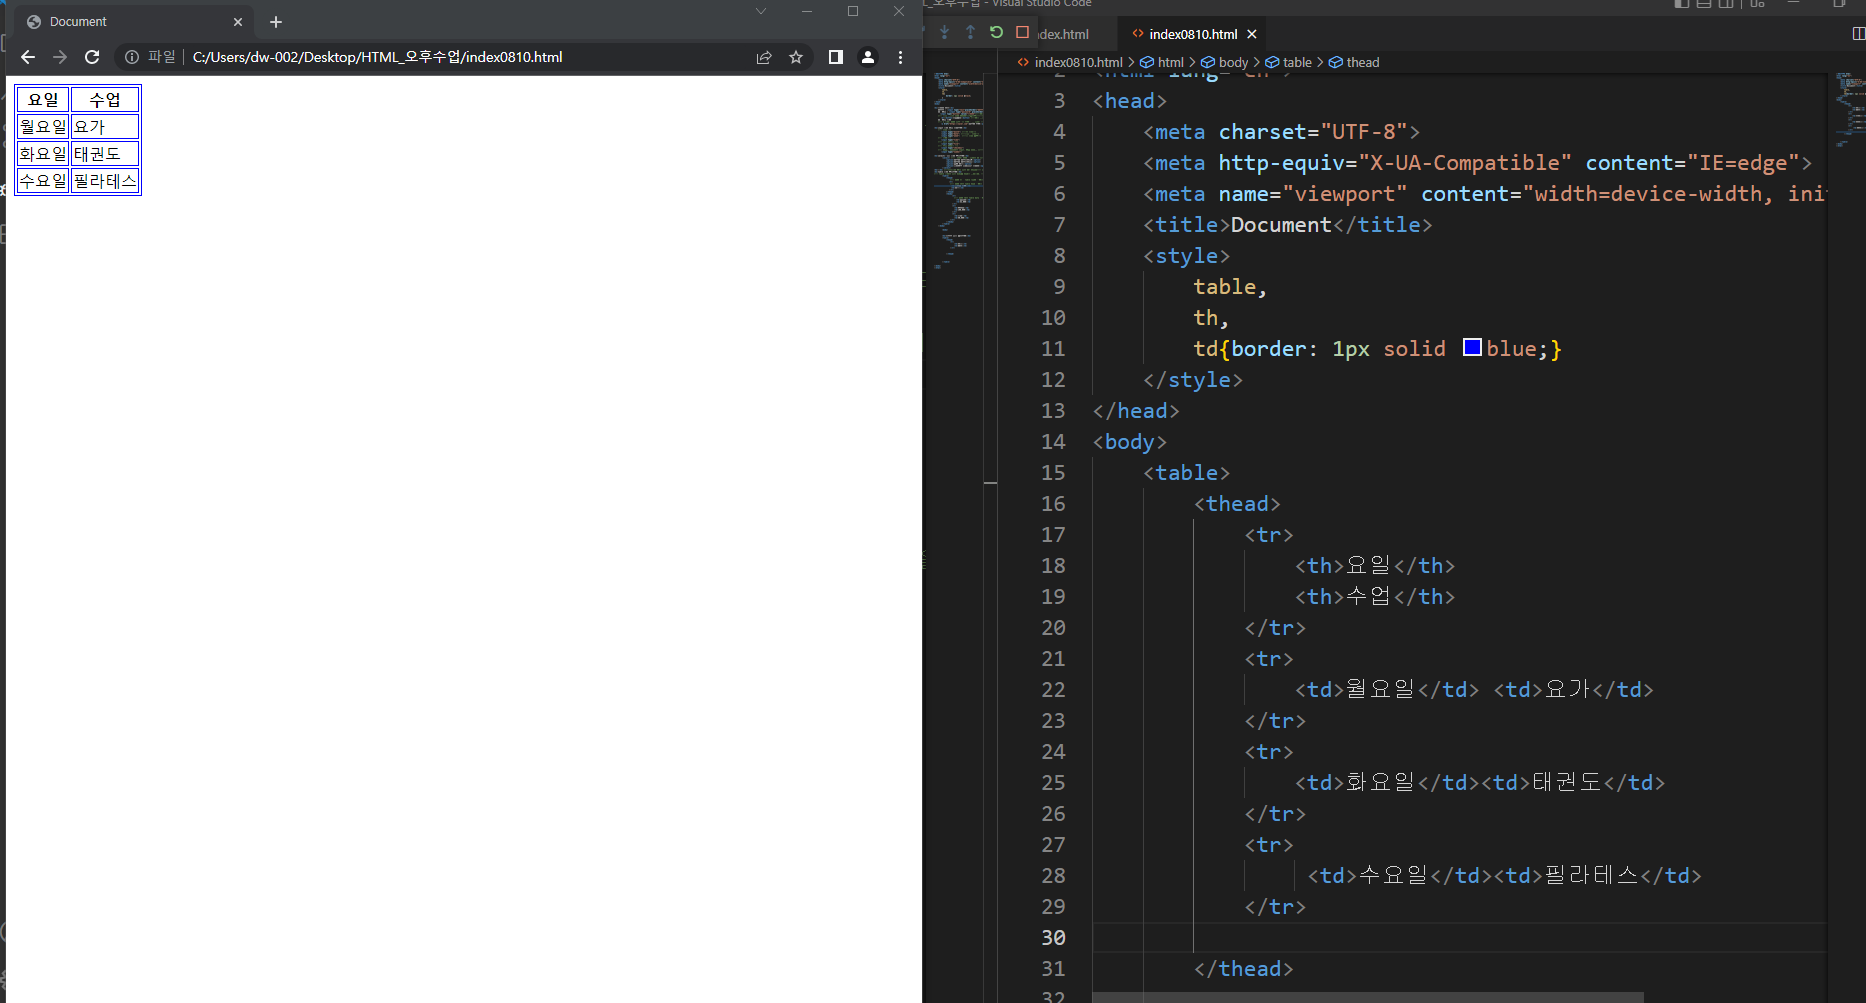 Document
파일 C:/Users/dw-002/Desktop/HTML_오후수업/index0810.html
요일 수업
월요일 요가
화요일 태권도
수요일 필라테스
_오후수업 - Visual Studio Code
dex.html
index0810.html
index0810.html > html > body > table > thead
2 <html lang="en">
3 <head>
4 <meta charset="UTF-8">
5 <meta http-equiv="X-UA-Compatible" content="IE=edge">
6 <meta name="viewport" content="width=device-width, ini
7 <title>Document</title>
8 <style>
9 table,
10 th,
11 td{border: 1px solid blue;}
12 </style>
13 </head>
14 <body>
15 <table>
16 <thead>
17 <tr>
18 <th>요일</th>
19 <th>수업</th>
20 </tr>
21 <tr>
22 <td>월요일</td> <td>요가</td>
23 </tr>
24 <tr>
25 <td>화요일</td><td>태권도</td>
26 </tr>
27 <tr>
28 <td>수요일</td><td>필라테스</td>
29 </tr>
30
31 </thead>
32